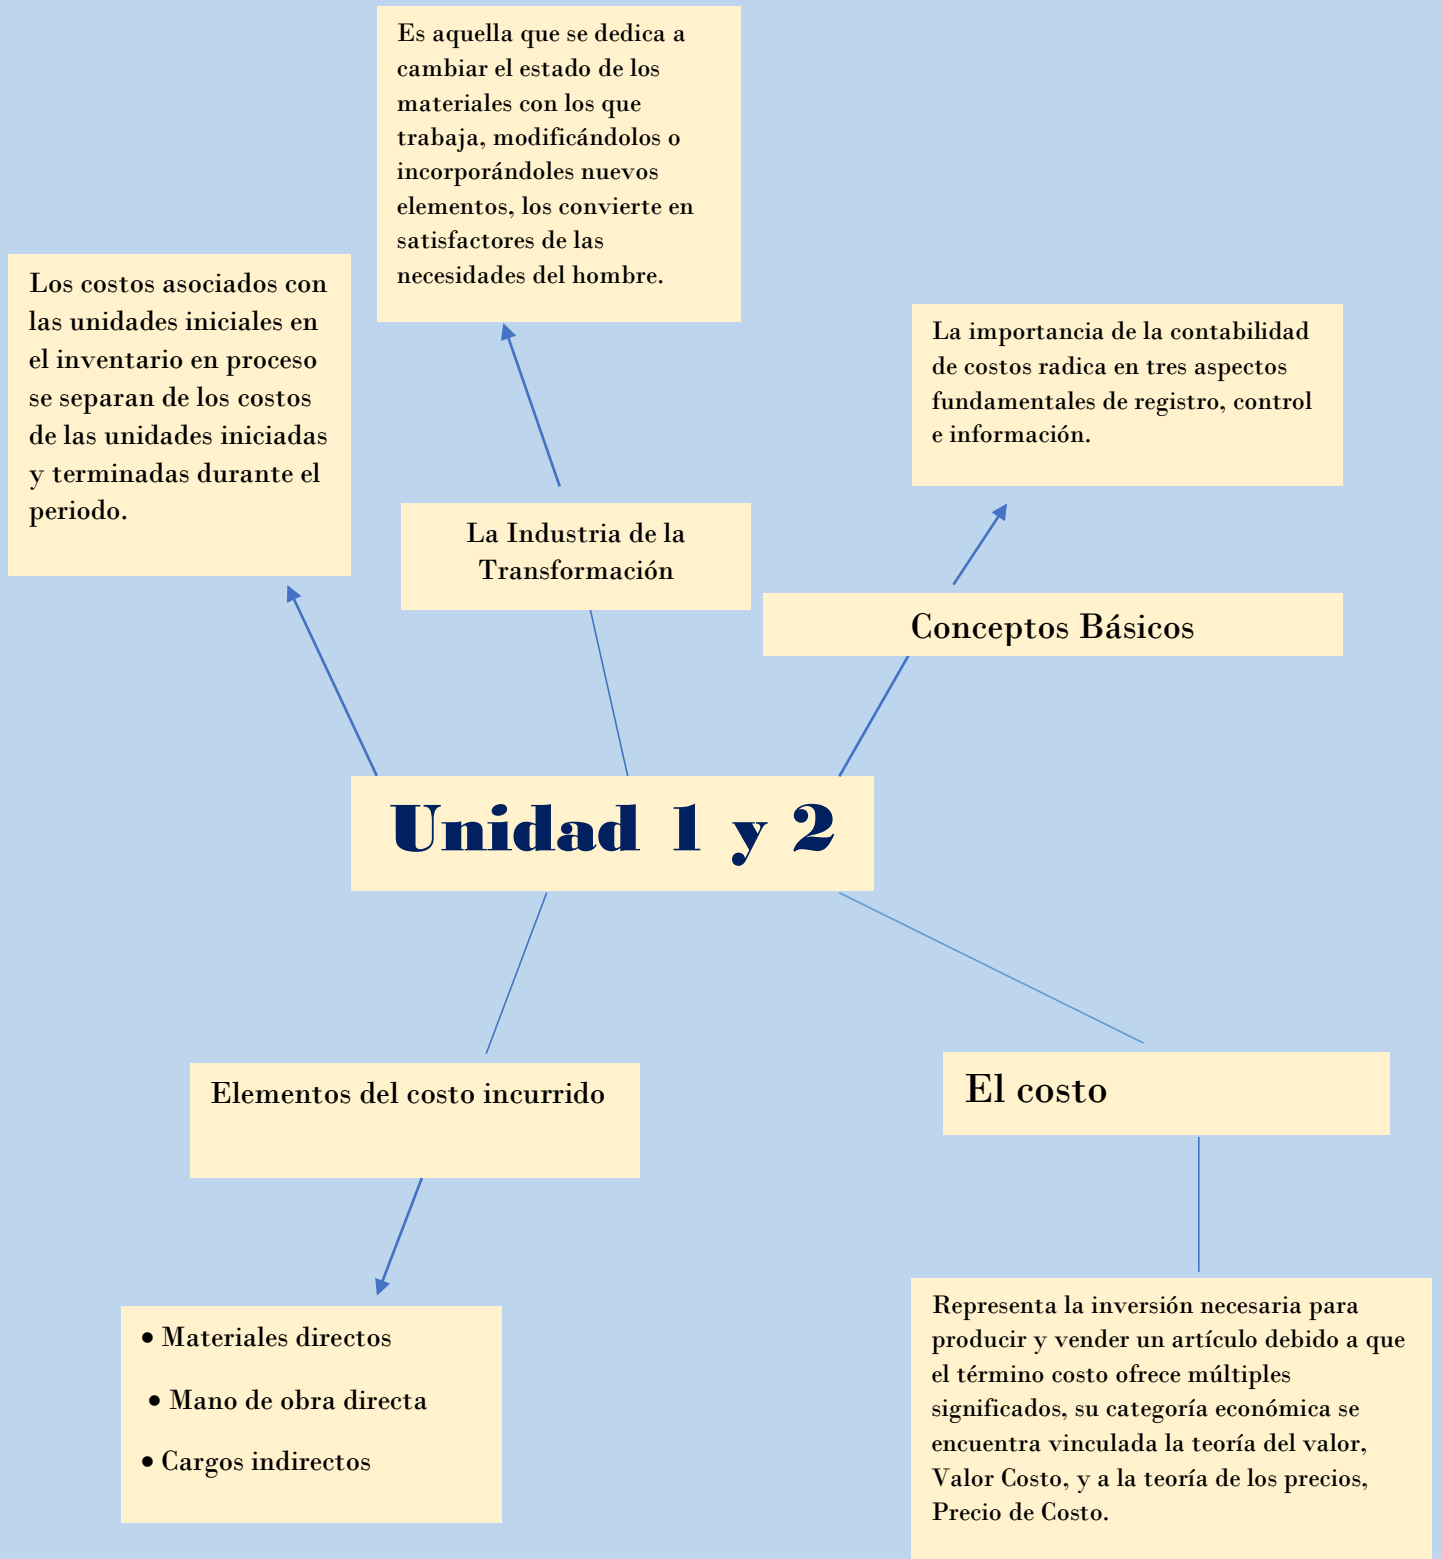 Es aquella que se dedica a
cambiar el estado de los
materiales con los que
trabaja, modificándolos o
incorporándoles nuevos
elementos, los convierte en
satisfactores de las
necesidades del hombre.
Los costos asociados con
las unidades iniciales en
el inventario en proceso
se separan de los costos
de las unidades iniciadas
y terminadas durante el
periodo.
La importancia de la contabilidad
de costos radica en tres aspectos
fundamentales de registro, control
e información.
La Industria de la
Transformación
Conceptos Básicos
Unidad 1 y 2
Elementos del costo incurrido
El costo
• Materiales directos
• Mano de obra directa
• Cargos indirectos
Representa la inversión necesaria para
producir y vender un artículo debido a que
el término costo ofrece múltiples
significados, su categoría económica se
encuentra vinculada la teoría del valor,
Valor Costo, y a la teoría de los precios,
Precio de Costo.